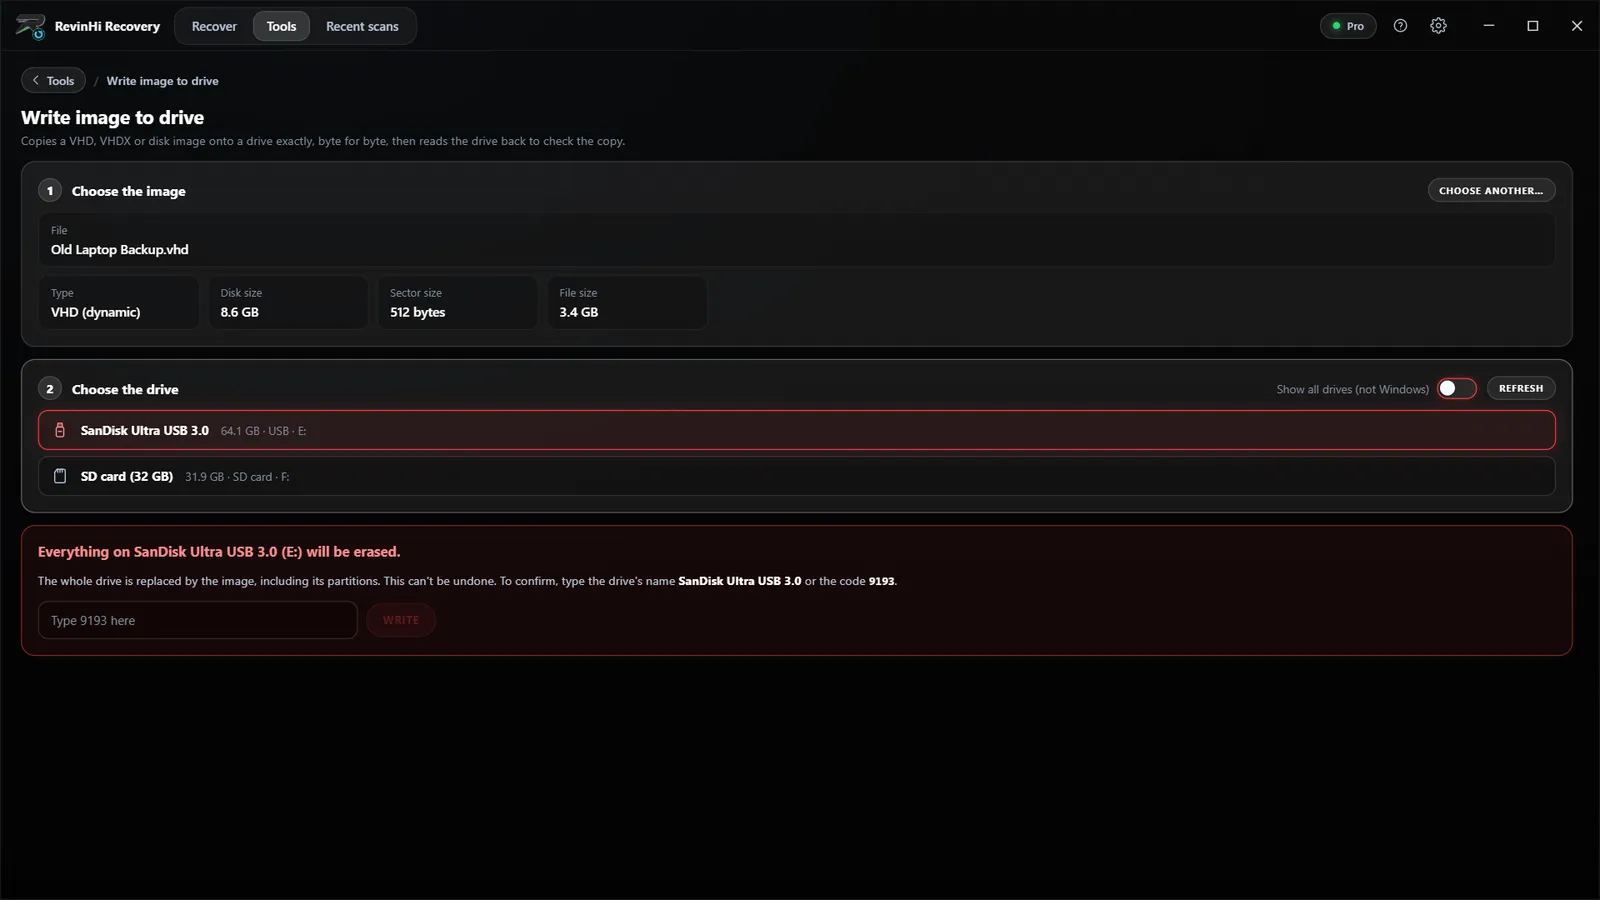 RevinHi Recovery
Recover
Tools
Recent scans
Pro
Tools / Write image to drive
Write image to drive
Copies a VHD, VHDX or disk image onto a drive exactly, byte for byte, then reads the drive back to check the copy.
1 Choose the image
CHOOSE ANOTHER...
File
Old Laptop Backup.vhd
Type
VHD (dynamic)
Disk size
8.6 GB
Sector size
512 bytes
File size
3.4 GB
2 Choose the drive
Show all drives (not Windows)
REFRESH
SanDisk Ultra USB 3.0 64.1 GB · USB · E:
SD card (32 GB) 31.9 GB · SD card · F:
Everything on SanDisk Ultra USB 3.0 (E:) will be erased.
The whole drive is replaced by the image, including its partitions. This can't be undone. To confirm, type the drive's name SanDisk Ultra USB 3.0 or the code 9193.
Type 9193 here
WRITE